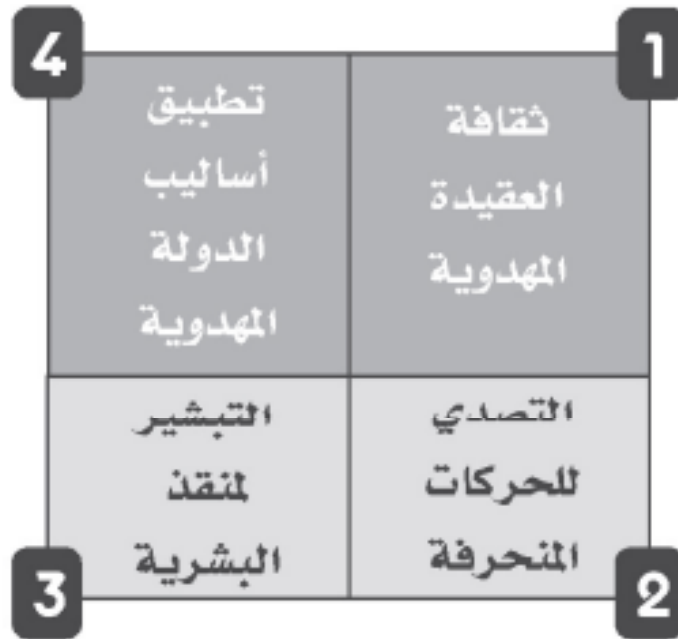 1
ثقافة
العقيدة
المهدوية
2
التصدي
للحركات
المنحرفة
3
التبشير
لمنقذ
البشرية
4
تطبيق
أساليب
الدولة
المهدوية